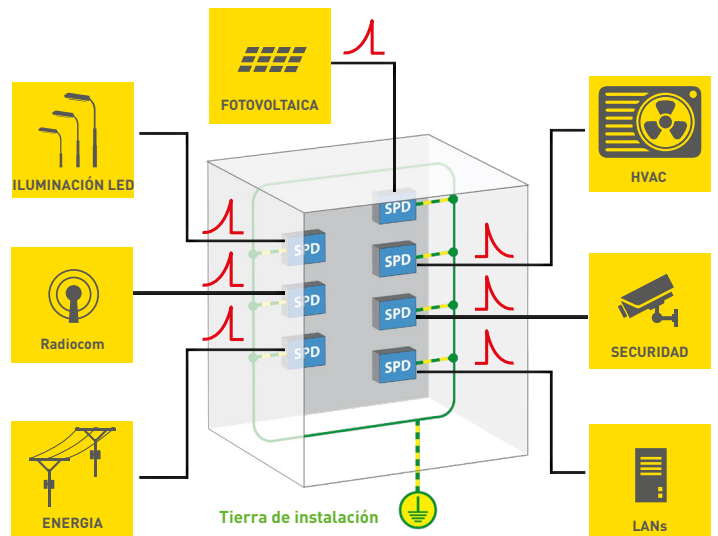 FOTOVOLTAICA
ILUMINACIÓN LED
HVAC
SPD
SPD
SPD
SPD
SPD
SPD
SPD
Radiocom
SECURIDAD
ENERGIA
Tierra de instalación
LANs